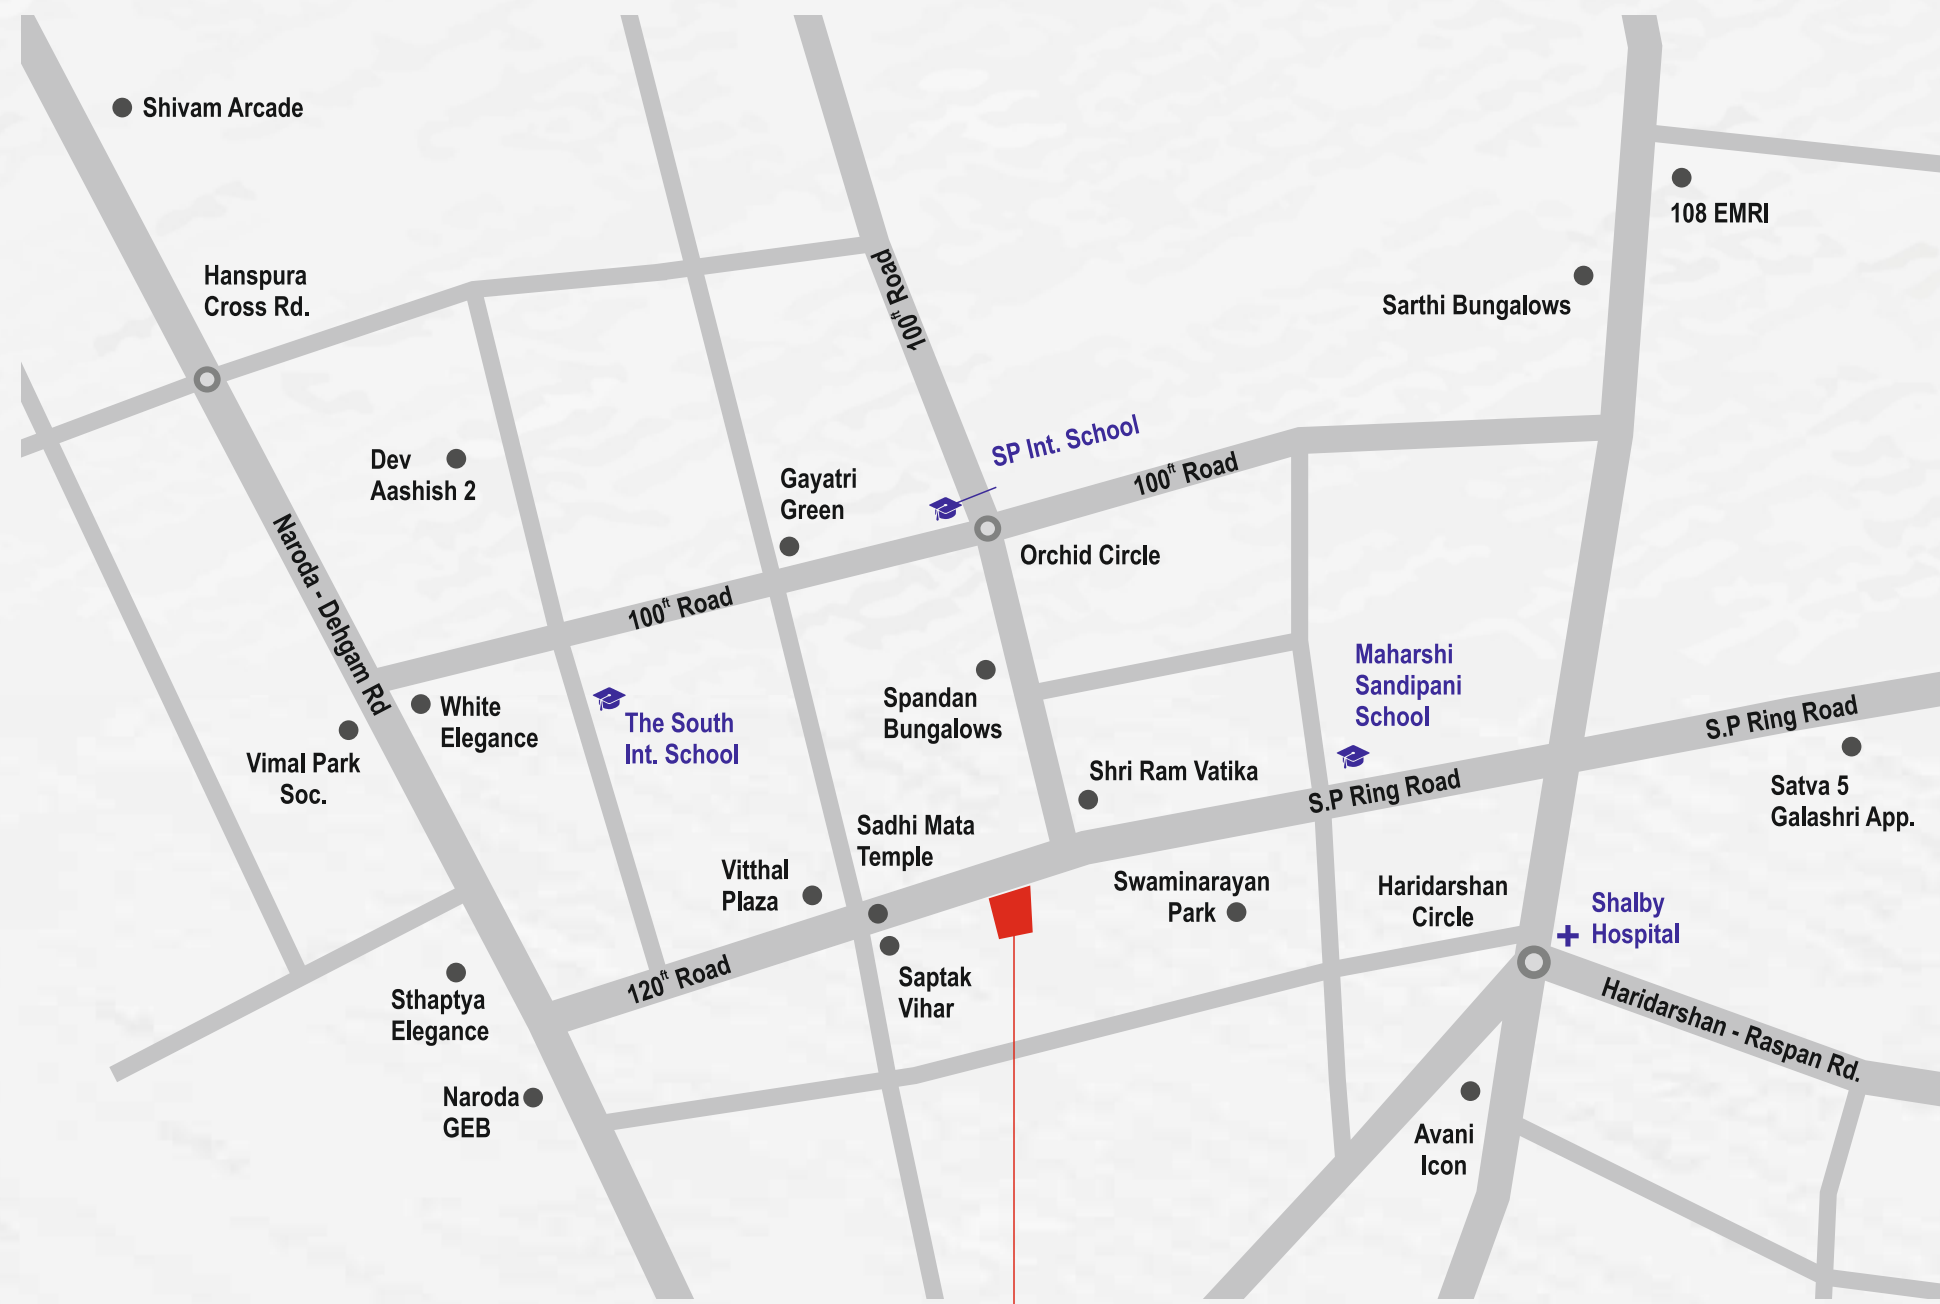 Shivam Arcade
108 EMRI
Hanspura
Cross Rd.
100ft Road
Sarthi Bungalows
Dev
Aashish 2
SP Int. School
Gayatri
Green
100ft Road
Orchid Circle
Naroda - Dehgam Rd
100ft Road
White
Elegance
The South
Int. School
Spandan
Bungalows
Maharshi
Sandipani
School
S.P Ring Road
Vimal Park
Soc.
Shri Ram Vatika
S.P Ring Road
Satva 5
Galashri App.
Sadhi Mata
Temple
Vitthal
Plaza
Swaminarayan
Park
Haridarshan
Circle
Shalby
Hospital
120ft Road
Saptak
Vihar
Sthaptya
Elegance
Haridarshan - Raspan Rd.
Naroda
GEB
Avani
Icon